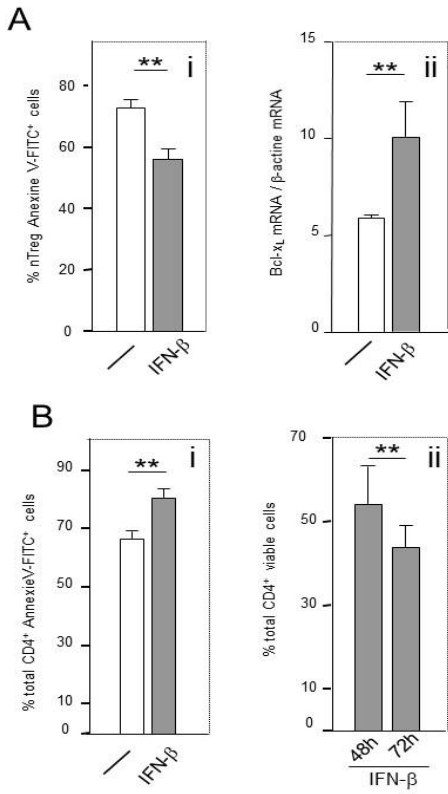 A
i
**
80
60
40
20
0
% nTreg Anexine V-FITC⁺ cells
IFN-β
ii
**
15
10
5
0
Bcl-xL mRNA / β-actine mRNA
IFN-β
B
i
**
90
70
50
30
10
0
% total CD4⁺ AnnexieV-FITC⁺ cells
IFN-β
ii
**
70
50
30
10
0
% total CD4⁺ viable cells
48h
72h
IFN-β